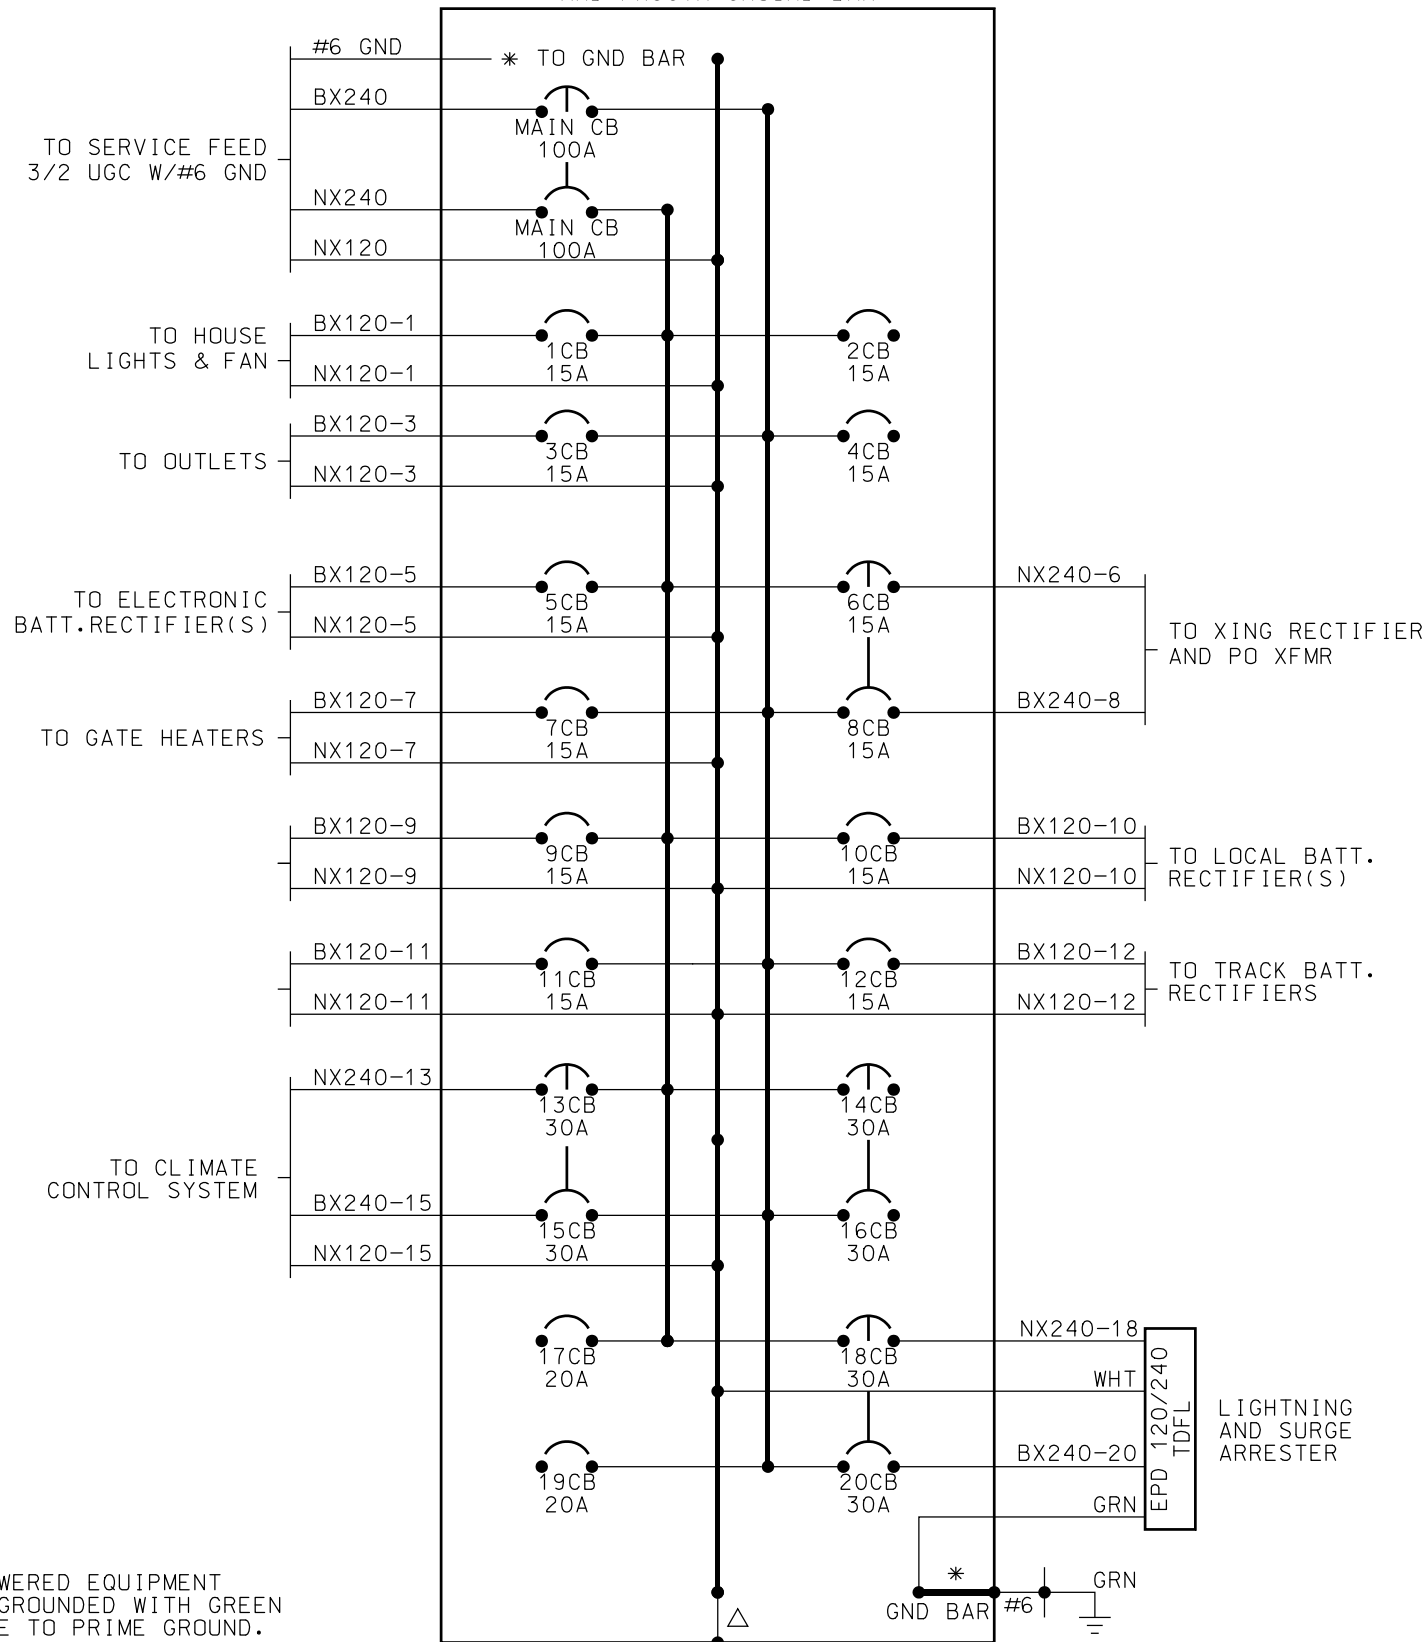 #6 GND
* TO GND BAR
BX240
MAIN CB
100A
TO SERVICE FEED
3/2 UGC W/#6 GND
NX240
MAIN CB
100A
NX120
TO HOUSE
LIGHTS & FAN
BX120-1
1CB
15A
NX120-1
2CB
15A
TO OUTLETS
BX120-3
3CB
15A
NX120-3
4CB
15A
TO ELECTRONIC
BATT.RECTIFIER(S)
BX120-5
5CB
15A
NX120-5
6CB
15A
NX240-6
TO XING RECTIFIER
AND PO XFMR
TO GATE HEATERS
BX120-7
7CB
15A
NX120-7
8CB
15A
BX240-8
BX120-9
9CB
15A
NX120-9
10CB
15A
BX120-10
NX120-10
TO LOCAL BATT.
RECTIFIER(S)
BX120-11
11CB
15A
NX120-11
12CB
15A
BX120-12
NX120-12
TO TRACK BATT.
RECTIFIERS
NX240-13
13CB
30A
14CB
30A
TO CLIMATE
CONTROL SYSTEM
BX240-15
15CB
30A
NX120-15
16CB
30A
17CB
20A
18CB
30A
NX240-18
WHT
19CB
20A
20CB
30A
BX240-20
GRN
EPD 120/240
TDFL
LIGHTNING
AND SURGE
ARRESTER
*
GND BAR
#6
GRN
WERED EQUIPMENT
GROUNDED WITH GREEN
E TO PRIME GROUND.